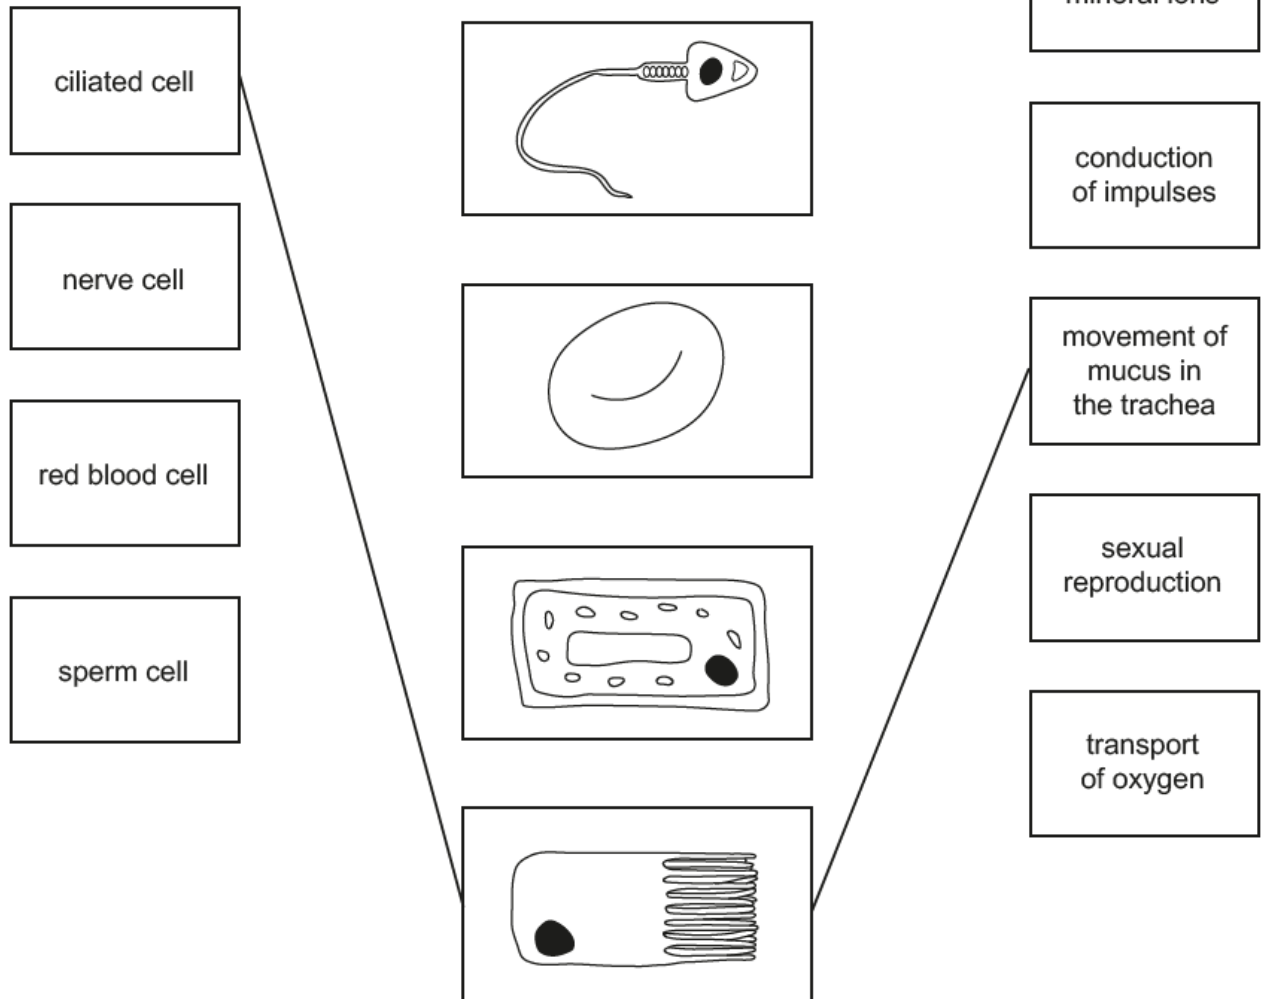 ciliated cell
nerve cell
red blood cell
sperm cell
conduction
of impulses
movement of
mucus in
the trachea
sexual
reproduction
transport
of oxygen